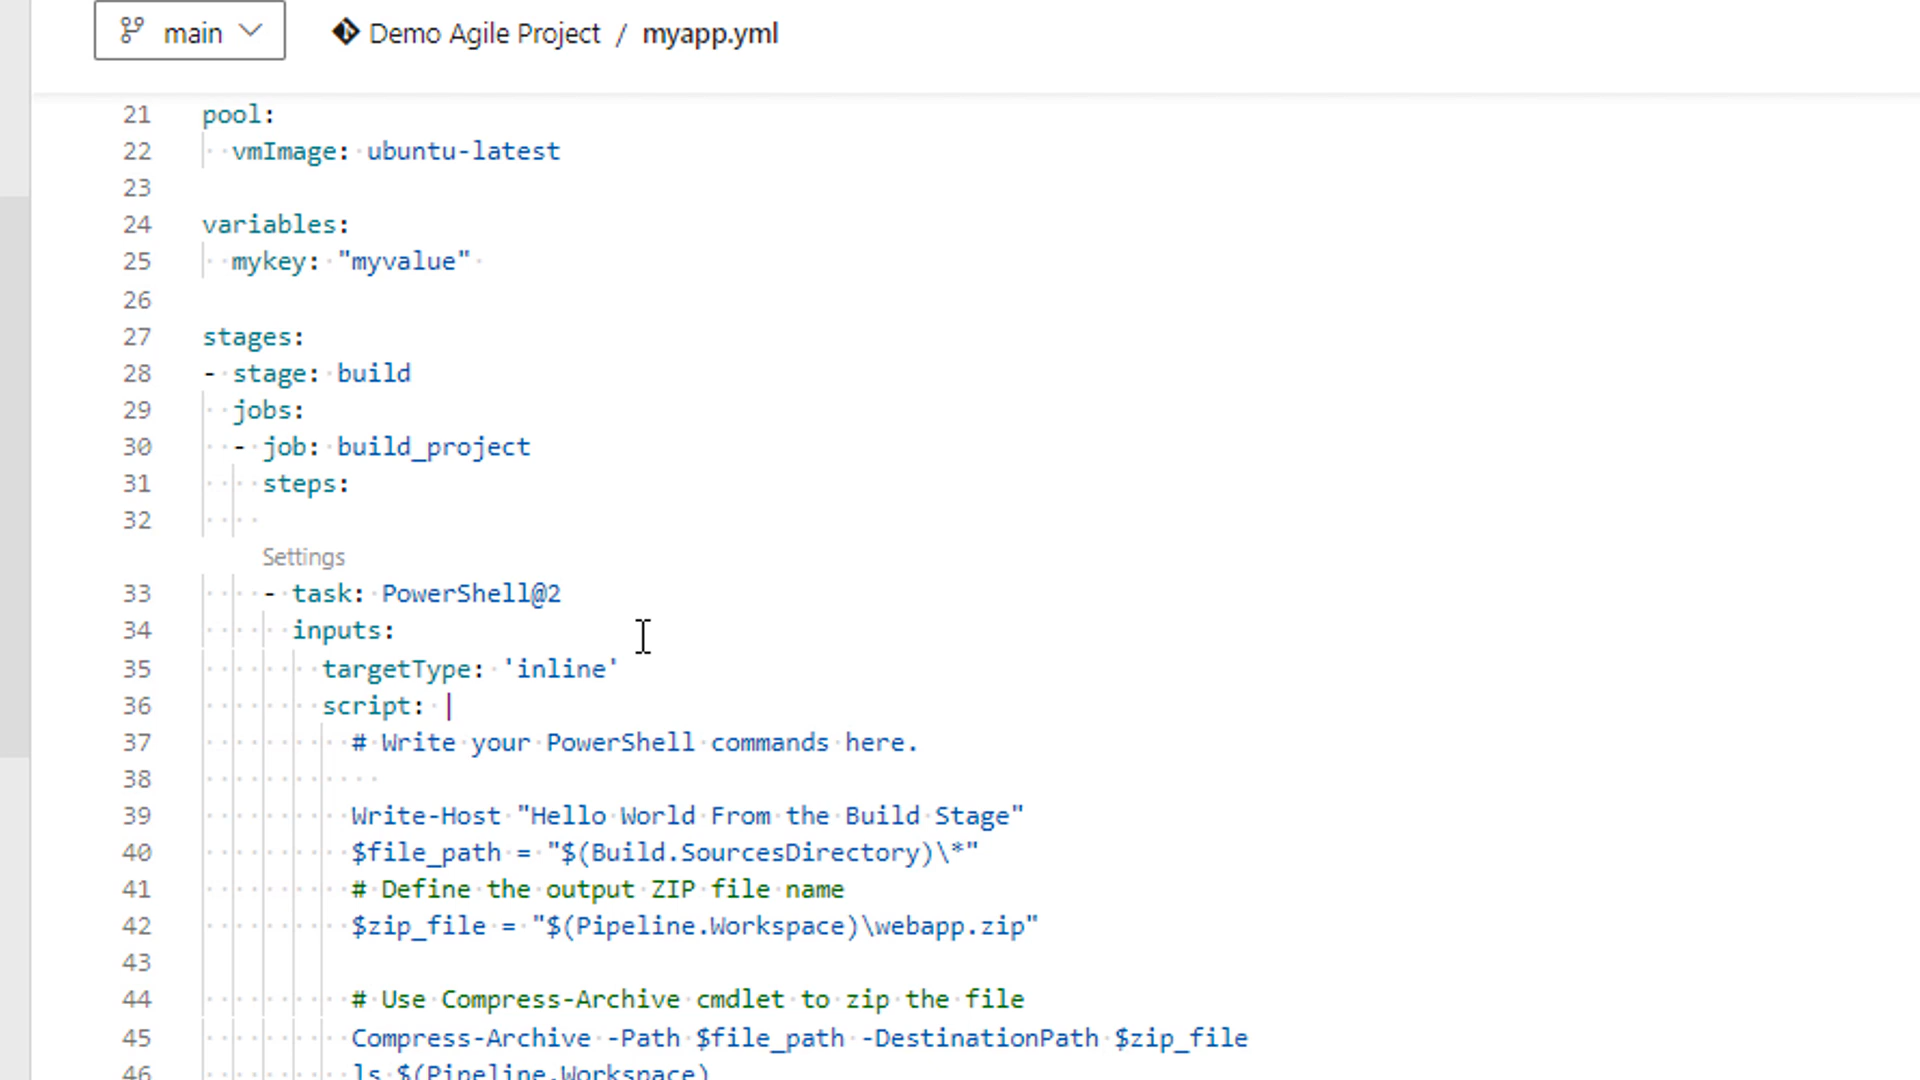 main
Demo Agile Project / myapp.yml
21 pool:
22 vmImage: ubuntu-latest
23
24 variables:
25 mykey: "myvalue"
26
27 stages:
28 - stage: build
29 jobs:
30 - job: build_project
31 steps:
32
Settings
33 - task: PowerShell@2
34 inputs:
35 targetType: 'inline'
36 script: |
37 # Write your PowerShell commands here.
38
39 Write-Host "Hello World From the Build Stage"
40 $file_path = "$(Build.SourcesDirectory)\*"
41 # Define the output ZIP file name
42 $zip_file = "$(Pipeline.Workspace)\webapp.zip"
43
44 # Use Compress-Archive cmdlet to zip the file
45 Compress-Archive -Path $file_path -DestinationPath $zip_file
46 ls $(Pipeline.Workspace)